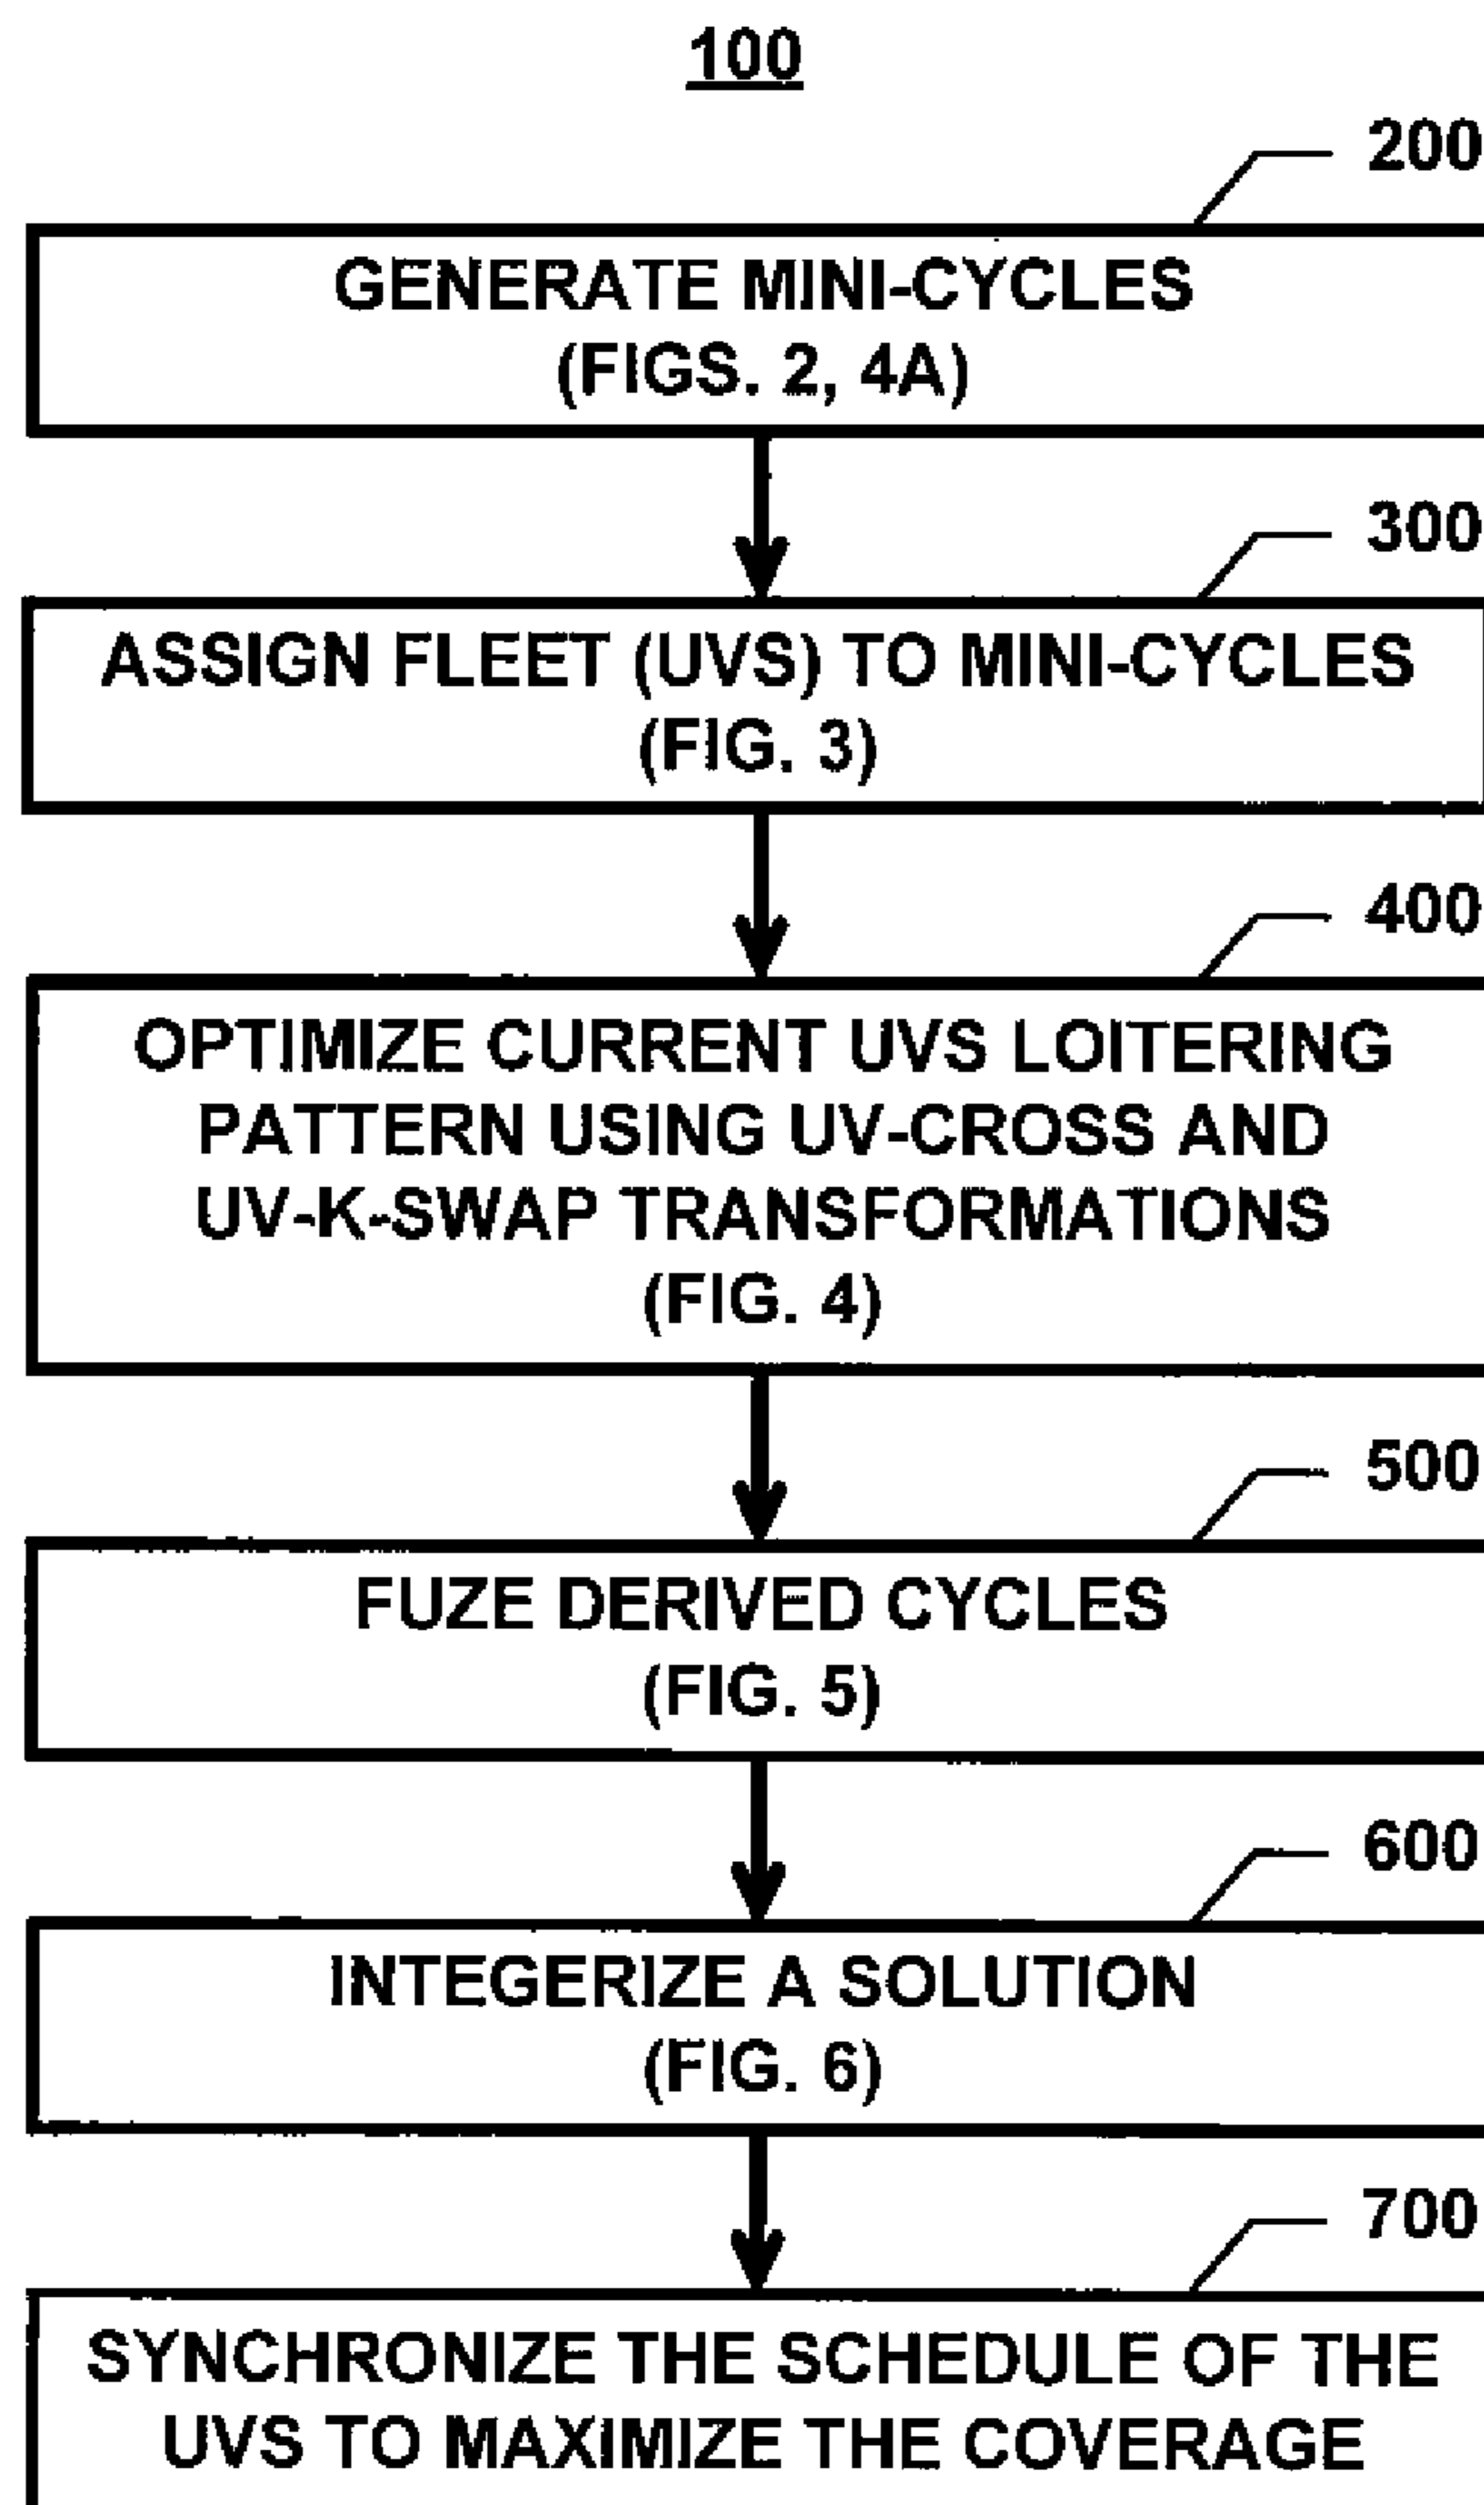 100
200
GENERATE MINI-CYCLES
(FIGS. 2, 4A)
300
ASSIGN FLEET (UVS) TO MINI-CYCLES
(FIG. 3)
400
OPTIMIZE CURRENT UVS LOITERING
PATTERN USING UV-CROSS AND
UV-K-SWAP TRANSFORMATIONS
(FIG. 4)
500
FUZE DERIVED CYCLES
(FIG. 5)
600
INTEGERIZE A SOLUTION
(FIG. 6)
700
SYNCHRONIZE THE SCHEDULE OF THE
UVS TO MAXIMIZE THE COVERAGE